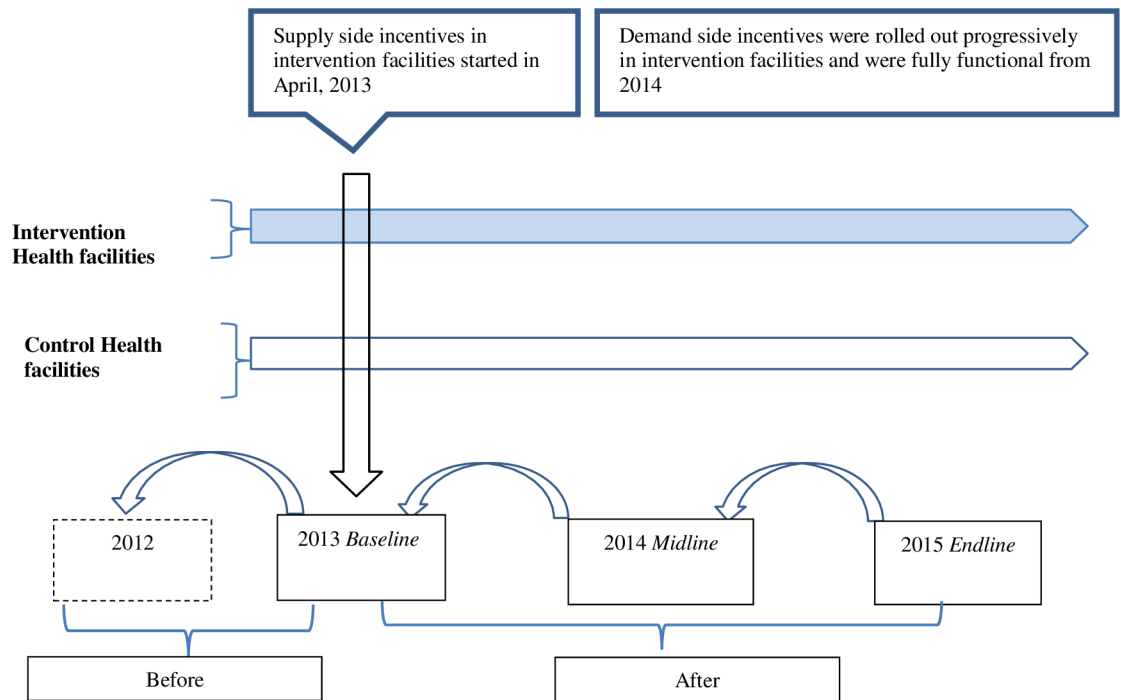 Supply side incentives in
intervention facilities started in
April, 2013
Demand side incentives were rolled out progressively
in intervention facilities and were fully functional from
2014
Intervention
Health facilities
Control Health
facilities
2012
2013 Baseline
2014 Midline
2015 Endline
Before
After